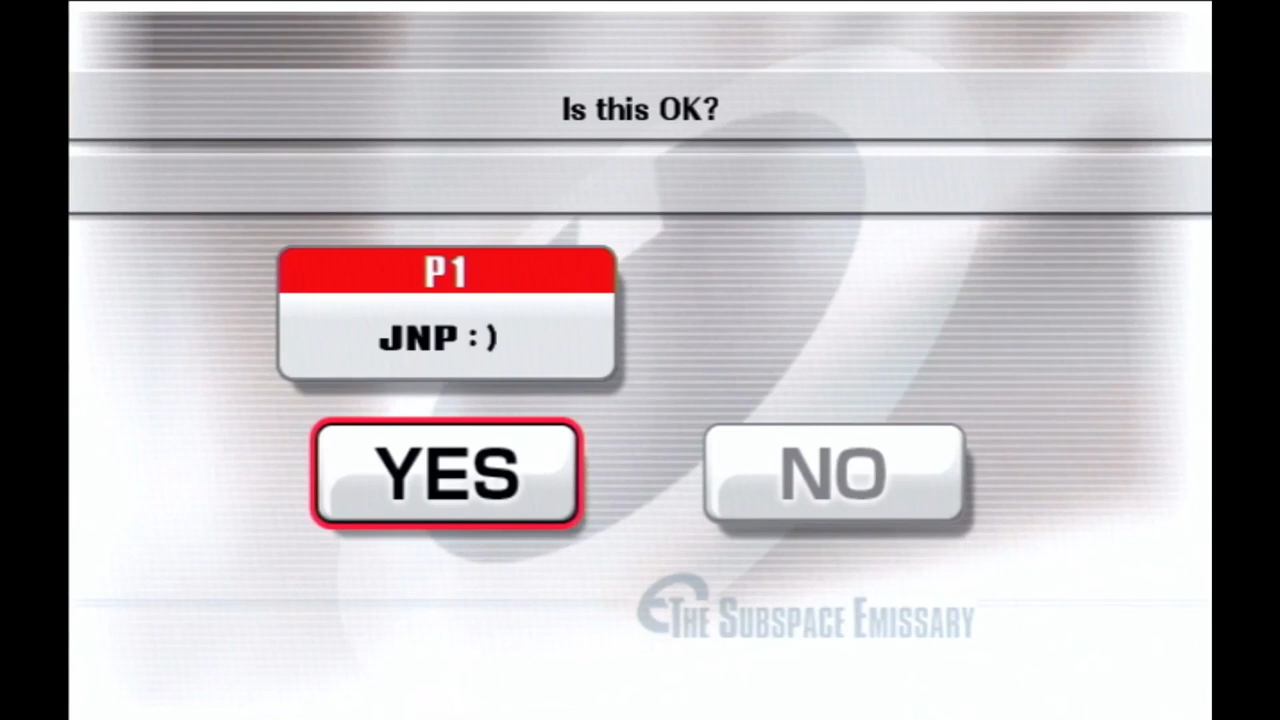 Is this OK?
P1
JNP :)
YES
NO
THE SUBSPACE EMISSARY